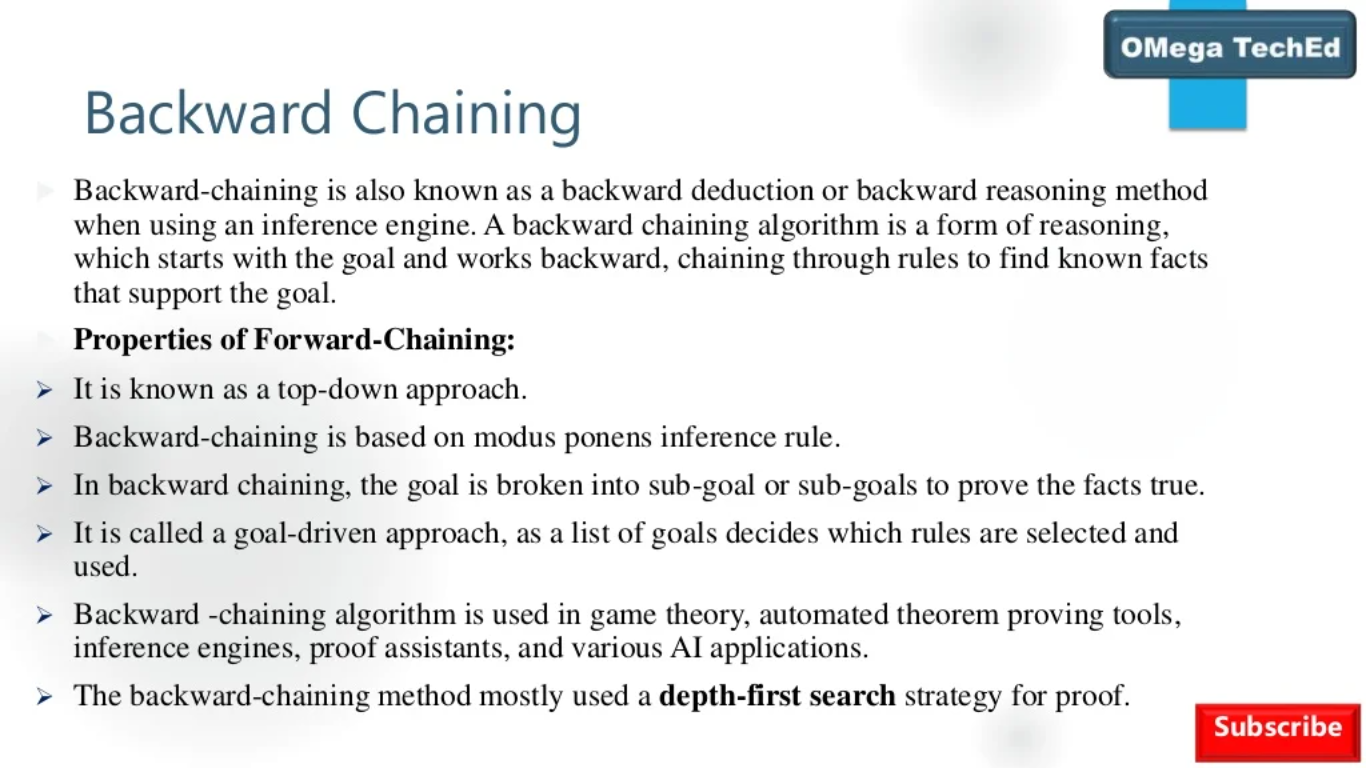 OMega TechEd
Backward Chaining
Backward-chaining is also known as a backward deduction or backward reasoning method
when using an inference engine. A backward chaining algorithm is a form of reasoning,
which starts with the goal and works backward, chaining through rules to find known facts
that support the goal.
Properties of Forward-Chaining:
It is known as a top-down approach.
Backward-chaining is based on modus ponens inference rule.
In backward chaining, the goal is broken into sub-goal or sub-goals to prove the facts true.
It is called a goal-driven approach, as a list of goals decides which rules are selected and
used.
Backward -chaining algorithm is used in game theory, automated theorem proving tools,
inference engines, proof assistants, and various AI applications.
The backward-chaining method mostly used a depth-first search strategy for proof.
Subscribe